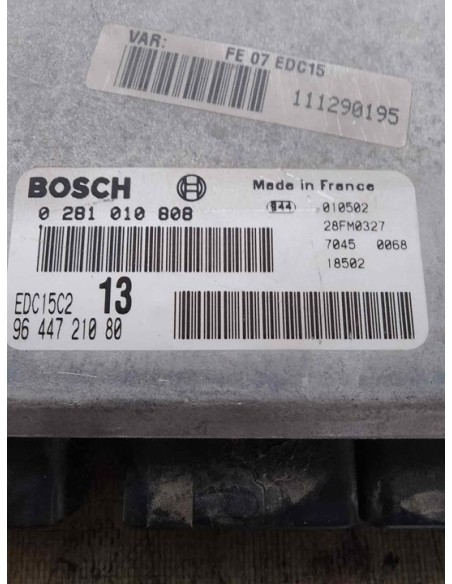 VAR:
FE 07 EDC15
111290195
BOSCH
Made in France
0 281 010 808
944 010502
28FM0327
7045 0068
18502
EDC15C2 13
96 447 210 80